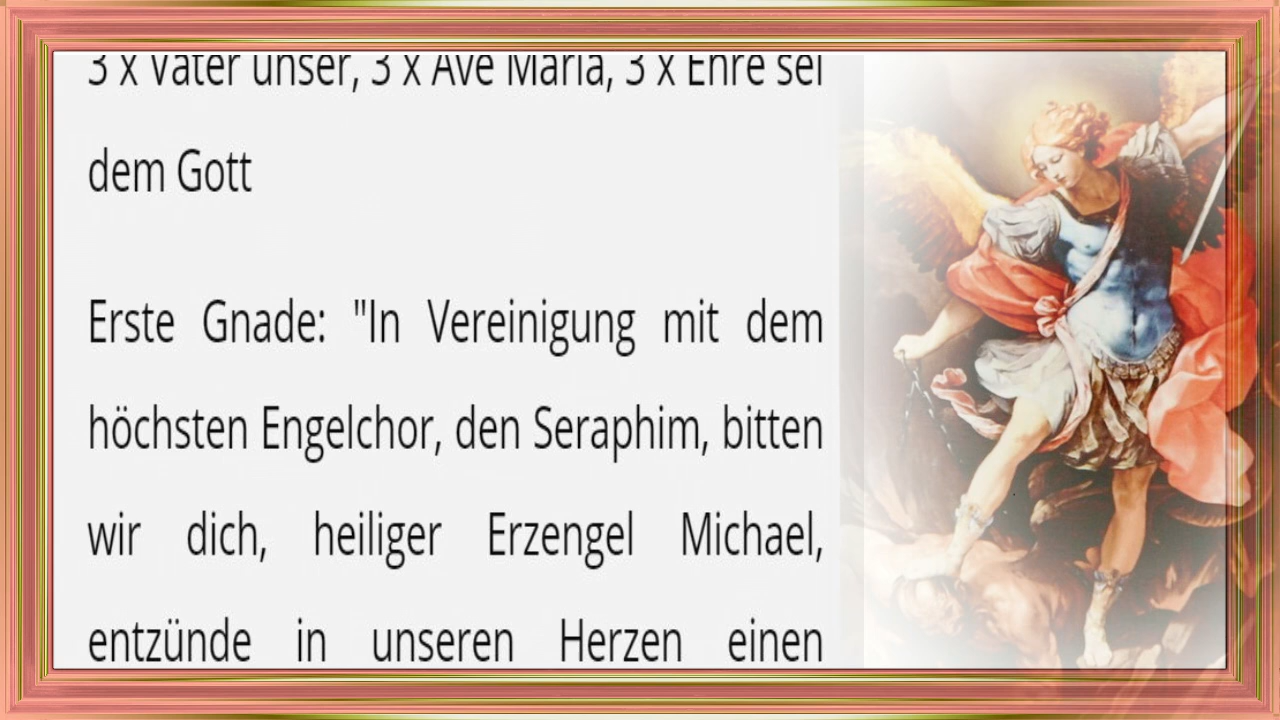 3 x Vater unser, 3 x Ave Maria, 3 x Ehre sei
dem Gott
Erste Gnade: "In Vereinigung mit dem
höchsten Engelchor, den Seraphim, bitten
wir dich, heiliger Erzengel Michael,
entzünde in unseren Herzen einen